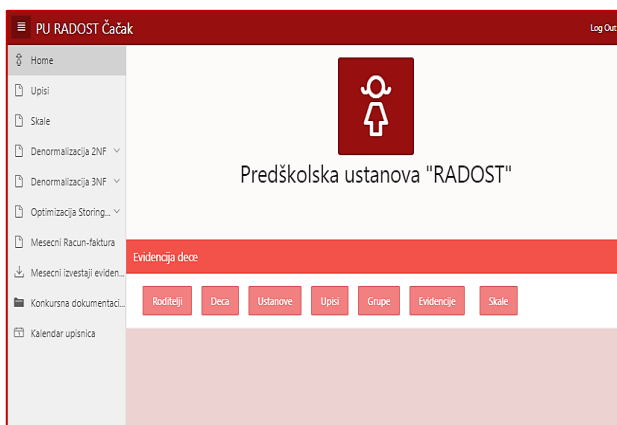 PU RADOST Čačak
Log Out
Home
Upisi
Skale
Denormalizacija 2NF
Denormalizacija 3NF
Optimizacija Storing...
Mesecni Racun-faktura
Mesecni izvestaji eviden...
Konkursna dokumentaci...
Kalendar upisnica
Predškolska ustanova "RADOST"
Evidencija dece
Roditelji Deca Ustanove Upisi Grupe Evidencije Skale